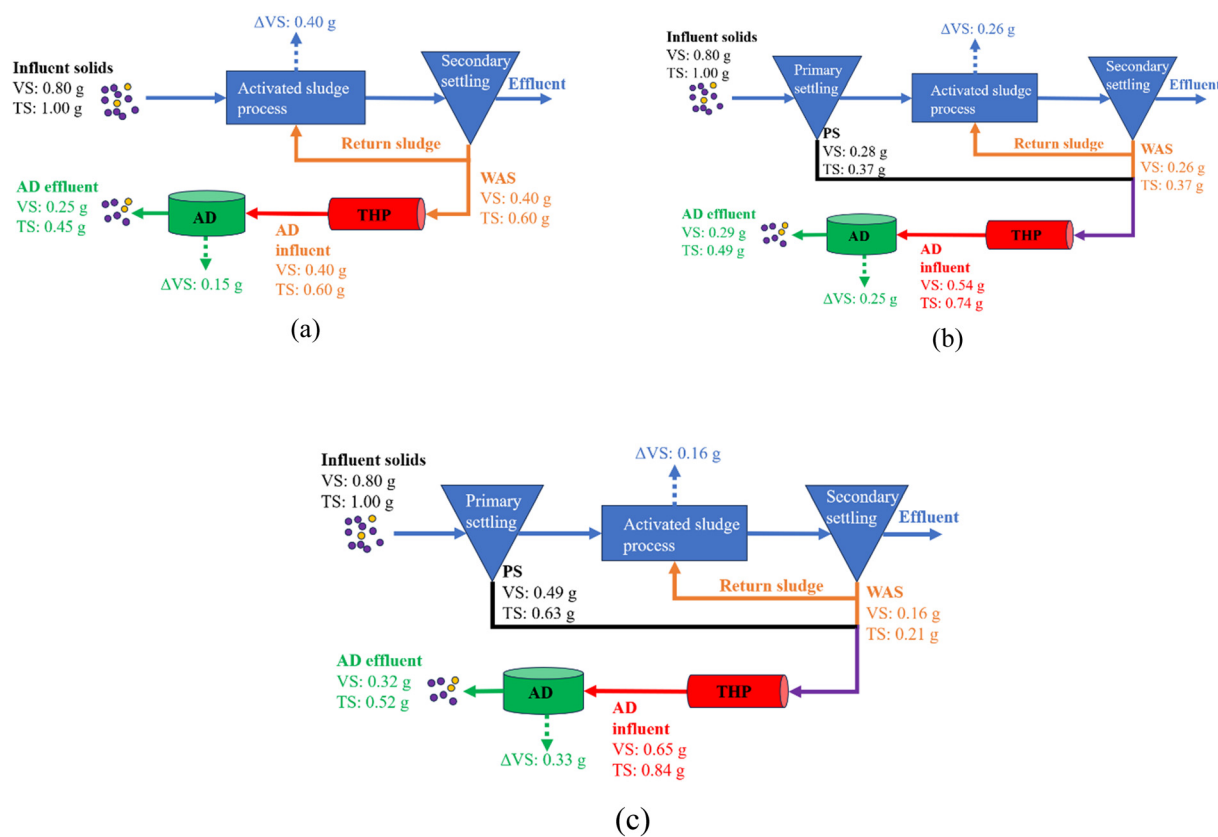 ΔVS: 0.40 g
Influent solids
VS: 0.80 g
TS: 1.00 g
Activated sludge
process
Secondary
settling
Effluent
Return sludge
WAS
VS: 0.40 g
TS: 0.60 g
AD effluent
VS: 0.25 g
TS: 0.45 g
AD
THP
AD
influent
VS: 0.40 g
TS: 0.60 g
ΔVS: 0.15 g
(a)
ΔVS: 0.26 g
Influent solids
VS: 0.80 g
TS: 1.00 g
Primary
settling
Activated sludge
process
Secondary
settling
Effluent
PS
VS: 0.28 g
TS: 0.37 g
Return sludge
WAS
VS: 0.26 g
TS: 0.37 g
AD effluent
VS: 0.29 g
TS: 0.49 g
AD
THP
AD
influent
VS: 0.54 g
TS: 0.74 g
ΔVS: 0.25 g
(b)
ΔVS: 0.16 g
Influent solids
VS: 0.80 g
TS: 1.00 g
Primary
settling
Activated sludge
process
Secondary
settling
Effluent
PS
VS: 0.49 g
TS: 0.63 g
Return sludge
WAS
VS: 0.16 g
TS: 0.21 g
AD effluent
VS: 0.32 g
TS: 0.52 g
AD
THP
AD
influent
VS: 0.65 g
TS: 0.84 g
ΔVS: 0.33 g
(c)